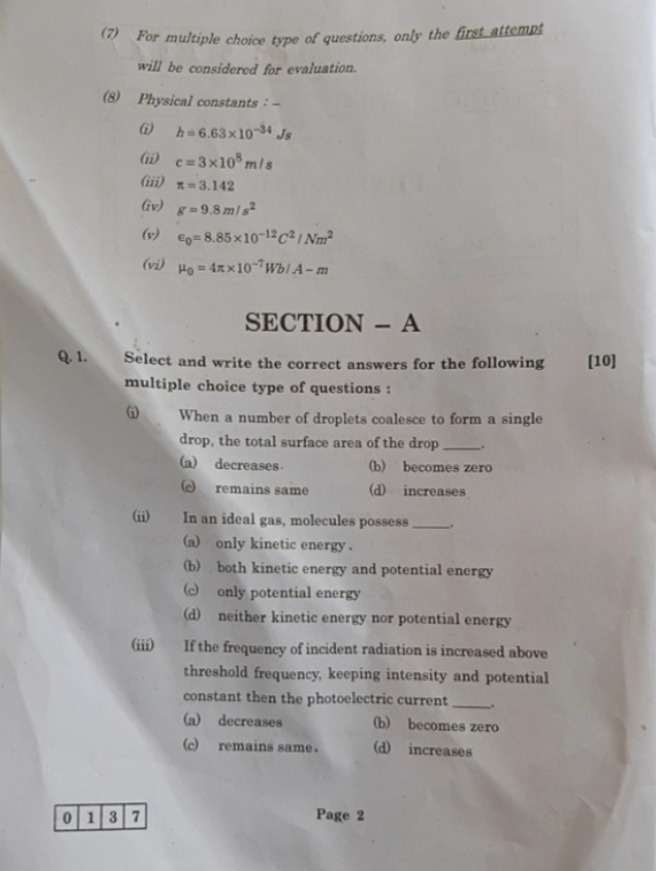 (7) For multiple choice type of questions, only the first attempt
will be considered for evaluation.
(8) Physical constants : –
(i) h = 6.63×10⁻³⁴ Js
(ii) c = 3×10⁸ m/s
(iii) π = 3.142
(iv) g = 9.8 m/s²
(v) ϵ₀ = 8.85×10⁻¹² C² / Nm²
(vi) μ₀ = 4π×10⁻⁷ Wb/A – m
SECTION – A
Q. 1. Select and write the correct answers for the following [10]
multiple choice type of questions :
(i) When a number of droplets coalesce to form a single
drop, the total surface area of the drop _____.
(a) decreases (b) becomes zero
(c) remains same (d) increases
(ii) In an ideal gas, molecules possess _____.
(a) only kinetic energy
(b) both kinetic energy and potential energy
(c) only potential energy
(d) neither kinetic energy nor potential energy
(iii) If the frequency of incident radiation is increased above
threshold frequency, keeping intensity and potential
constant then the photoelectric current _____.
(a) decreases (b) becomes zero
(c) remains same (d) increases
0 1 3 7 Page 2